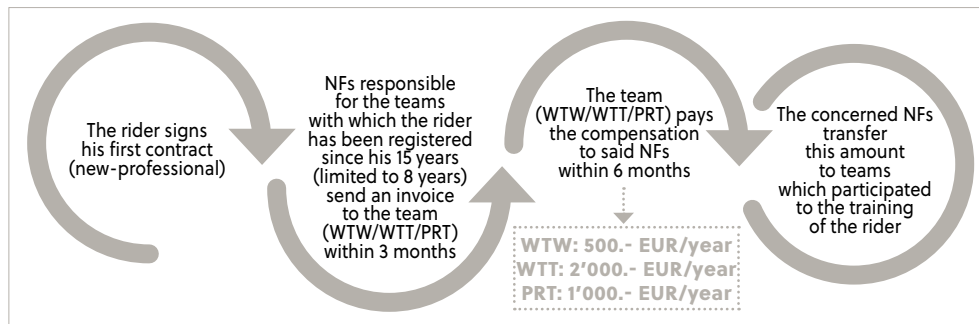 The rider signs
his first contract
(new-professional)
NFs responsible
for the teams
with which the rider
has been registered
since his 15 years
(limited to 8 years)
send an invoice
to the team
(WTW/WTT/PRT)
within 3 months
The team
(WTW/WTT/PRT) pays
the compensation
to said NFs
within 6 months
WTW: 500.- EUR/year
WTT: 2’000.- EUR/year
PRT: 1’000.- EUR/year
The concerned NFs
transfer
this amount
to teams
which participated
to the training
of the rider